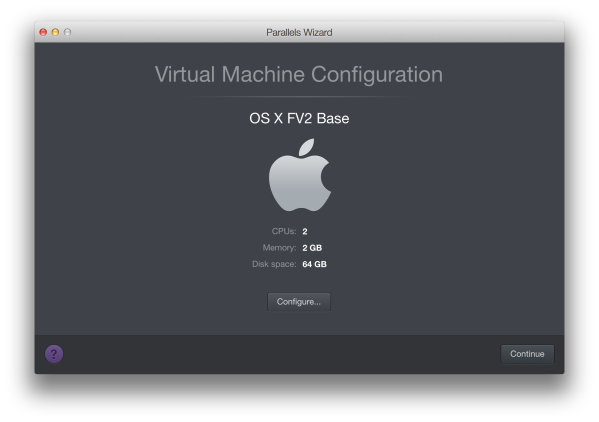 Parallels Wizard
Virtual Machine Configuration
OS X FV2 Base
CPUs: 2
Memory: 2 GB
Disk space: 64 GB
Configure...
?
Continue